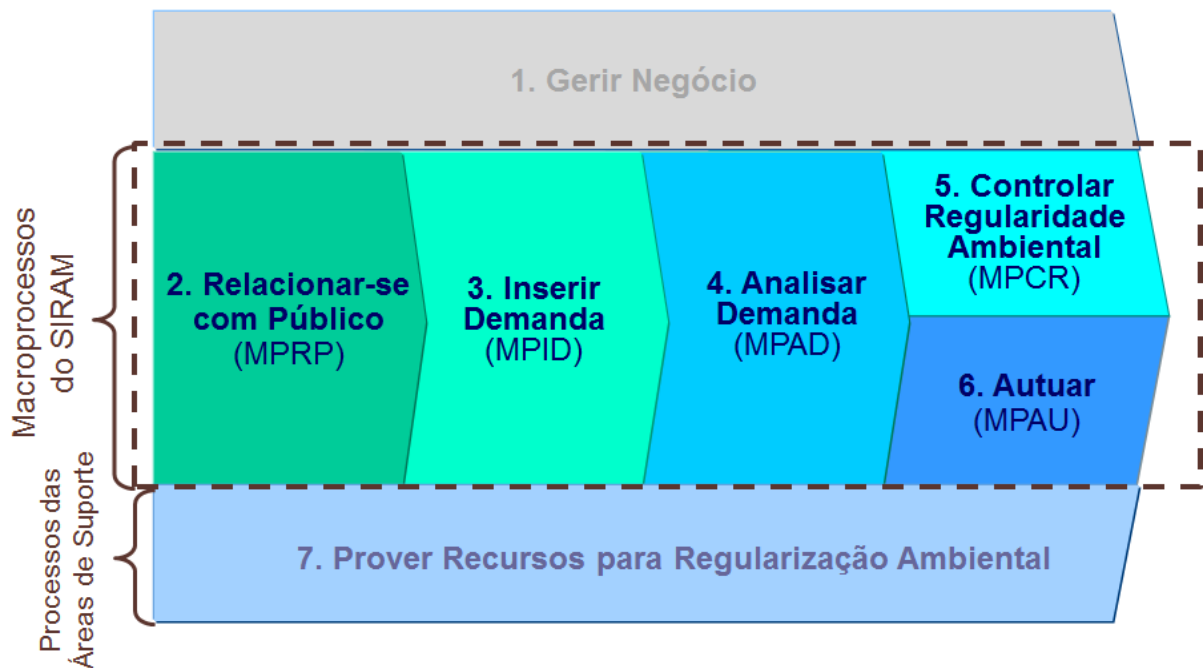 1. Gerir Negócio
Macroprocessos
do SIRAM
2. Relacionar-se
com Público
(MPRP)
3. Inserir
Demanda
(MPID)
4. Analisar
Demanda
(MPAD)
5. Controlar
Regularidade
Ambiental
(MPCR)
6. Autuar
(MPAU)
Processos das
Áreas de Suporte
7. Prover Recursos para Regularização Ambiental